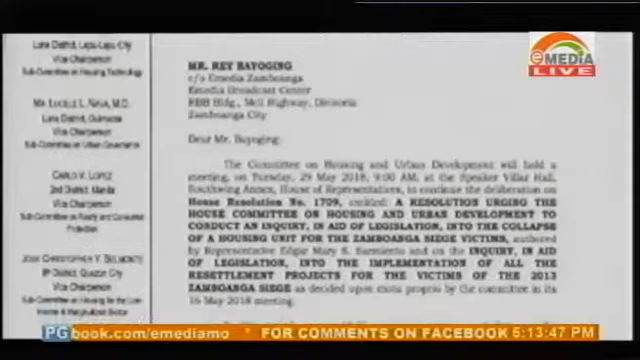 Lone District, Lapu-Lapu City
Vice Chairperson
Sub-Committee on Housing Technology
Ma. Lucille L. Nava, M.D.
Lone District, Guimaras
Vice Chairperson
Sub-Committee on Urban Governance
CARLO V. LOPEZ
2nd District, Manila
Vice Chairperson
Sub-Committee on Realty and Consumer
Protection
JOSE CHRISTOPHER Y. BELMONTE
6th District, Quezon City
Vice Chairperson
Sub-Committee on Housing for the Low-
Income & Marginalized Sector
MR. REY BAYOGING
c/o Emedia Zamboanga
Emedia Broadcast Center
RBB Bldg., Mcll Highway, Divisoria
Zamboanga City
Dear Mr. Bayoging:
The Committee on Housing and Urban Development will hold a
meeting, on Tuesday, 29 May 2018, 9:00 AM, at the Speaker Villar Hall,
Southwing Annex, House of Representatives, to continue the deliberation on
House Resolution No. 1709, entitled: A RESOLUTION URGING THE
HOUSE COMMITTEE ON HOUSING AND URBAN DEVELOPMENT TO
CONDUCT AN INQUIRY, IN AID OF LEGISLATION, INTO THE COLLAPSE
OF A HOUSING UNIT FOR THE ZAMBOANGA SIEGE VICTIMS, authored
by Representative Edgar Mary S. Sarmiento and on the INQUIRY, IN AID
OF LEGISLATION, INTO THE IMPLEMENTATION OF ALL THE
RESETTLEMENT PROJECTS FOR THE VICTIMS OF THE 2013
ZAMBOANGA SIEGE as decided upon motu proprio by the committee in its
16 May 2018 meeting.
eMEDIA
LIVE
PG book.com/emediamo * FOR COMMENTS ON FACEBOOK 5:13:47 PM